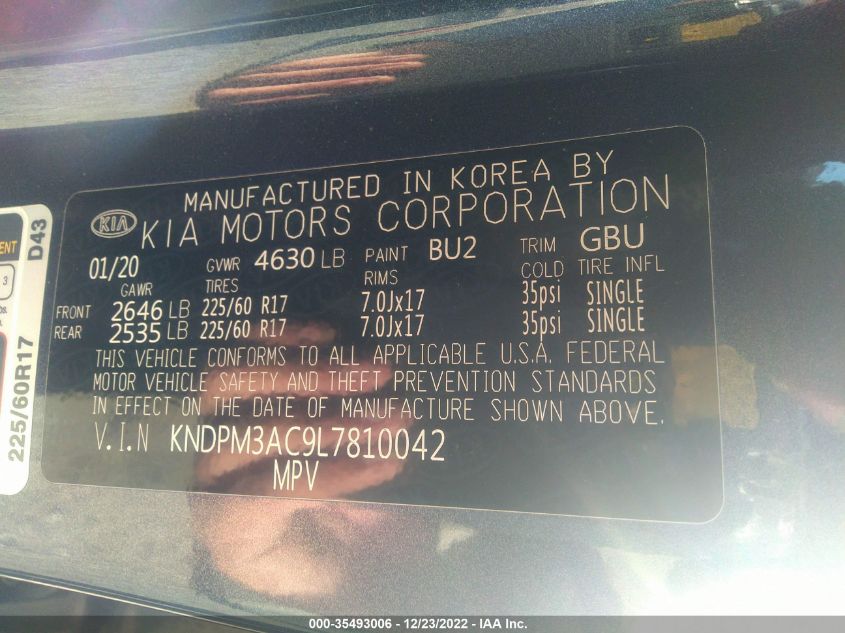 MANUFACTURED IN KOREA BY
KIA KIA MOTORS CORPORATION
01/20 GVWR 4630 LB PAINT BU2 TRIM GBU
GAWR TIRES RIMS COLD TIRE INFL
FRONT 2646 LB 225/60 R17 7.0Jx17 35psi SINGLE
REAR 2535 LB 225/60 R17 7.0Jx17 35psi SINGLE
THIS VEHICLE CONFORMS TO ALL APPLICABLE U.S.A. FEDERAL
MOTOR VEHICLE SAFETY AND THEFT PREVENTION STANDARDS
IN EFFECT ON THE DATE OF MANUFACTURE SHOWN ABOVE.
V.I.N KNDPM3AC9L7810042
MPV
D43
3
225/60R17
000-35493006 - 12/23/2022 - IAA Inc.